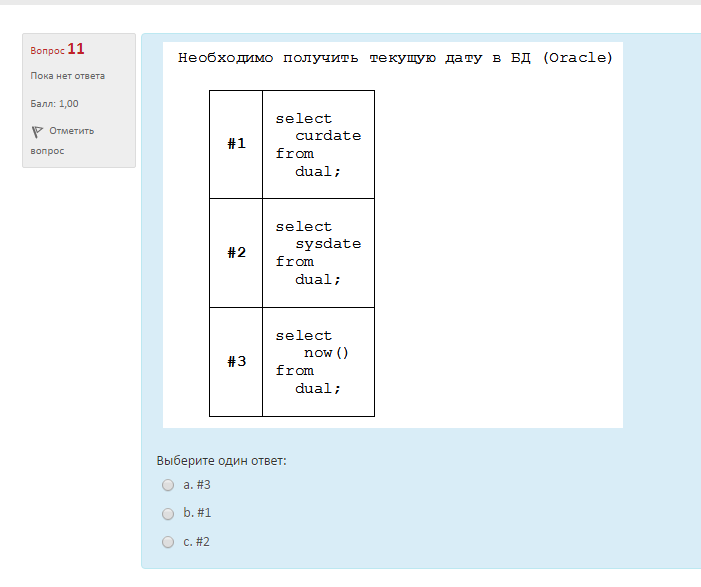 Вопрос 11
Пока нет ответа
Балл: 1,00
Отметить
вопрос
Необходимо получить текущую дату в БД (Oracle)
#1
select
curdate
from
dual;
#2
select
sysdate
from
dual;
#3
select
now()
from
dual;
Выберите один ответ:
a. #3
b. #1
c. #2